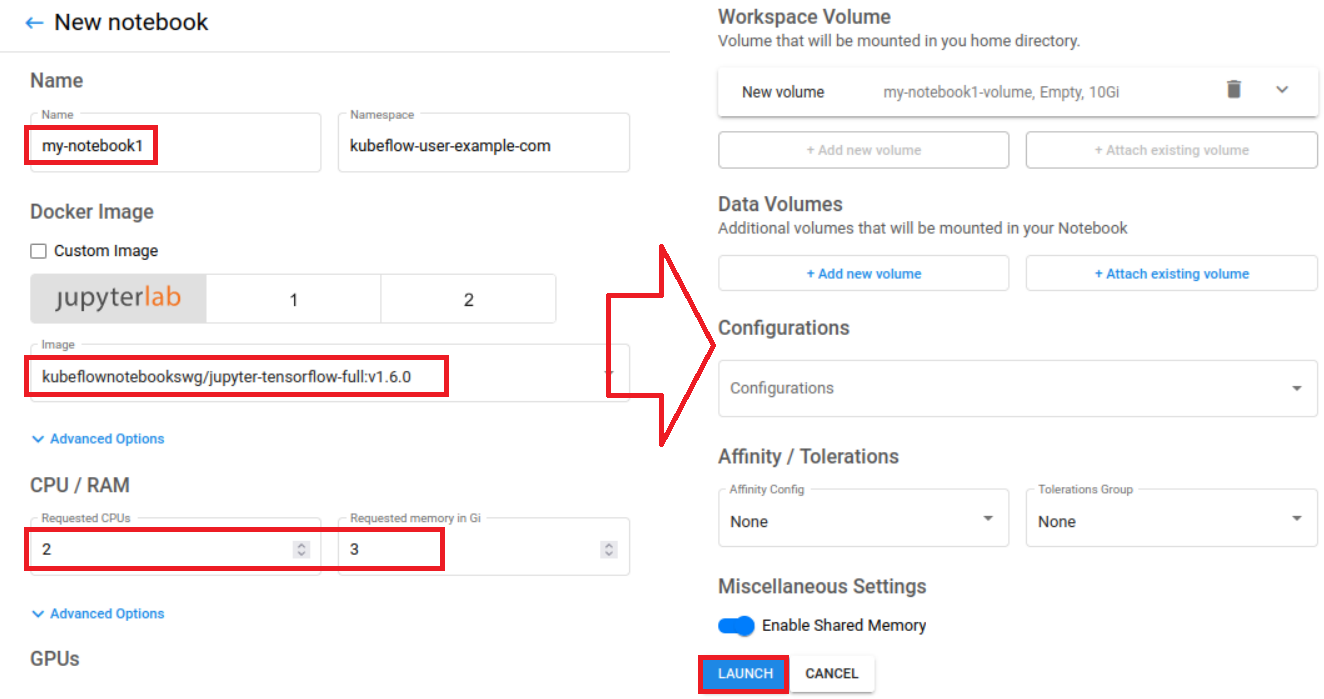 ← New notebook
Name
Name
my-notebook1
Namespace
kubeflow-user-example-com
Docker Image
Custom Image
jupyterlab
1
2
Image
kubeflownotebookswg/jupyter-tensorflow-full:v1.6.0
Advanced Options
CPU / RAM
Requested CPUs
2
Requested memory in Gi
3
Advanced Options
GPUs
Workspace Volume
Volume that will be mounted in you home directory.
New volume my-notebook1-volume, Empty, 10Gi
+ Add new volume
+ Attach existing volume
Data Volumes
Additional volumes that will be mounted in your Notebook
+ Add new volume
+ Attach existing volume
Configurations
Configurations
Affinity / Tolerations
Affinity Config
None
Tolerations Group
None
Miscellaneous Settings
Enable Shared Memory
LAUNCH
CANCEL